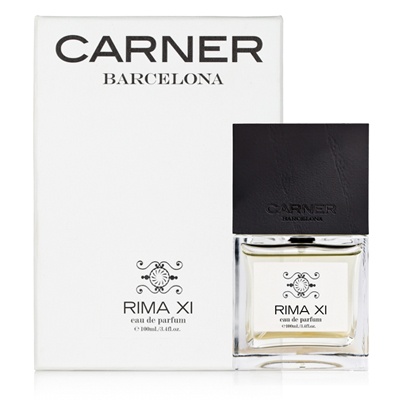 CARNER
BARCELONA
RIMA XI
eau de parfum
℮100mL/3.4fl.oz.
CARNER
BARCELONA
RIMA XI
eau de parfum
℮100mL/3.4fl.oz.